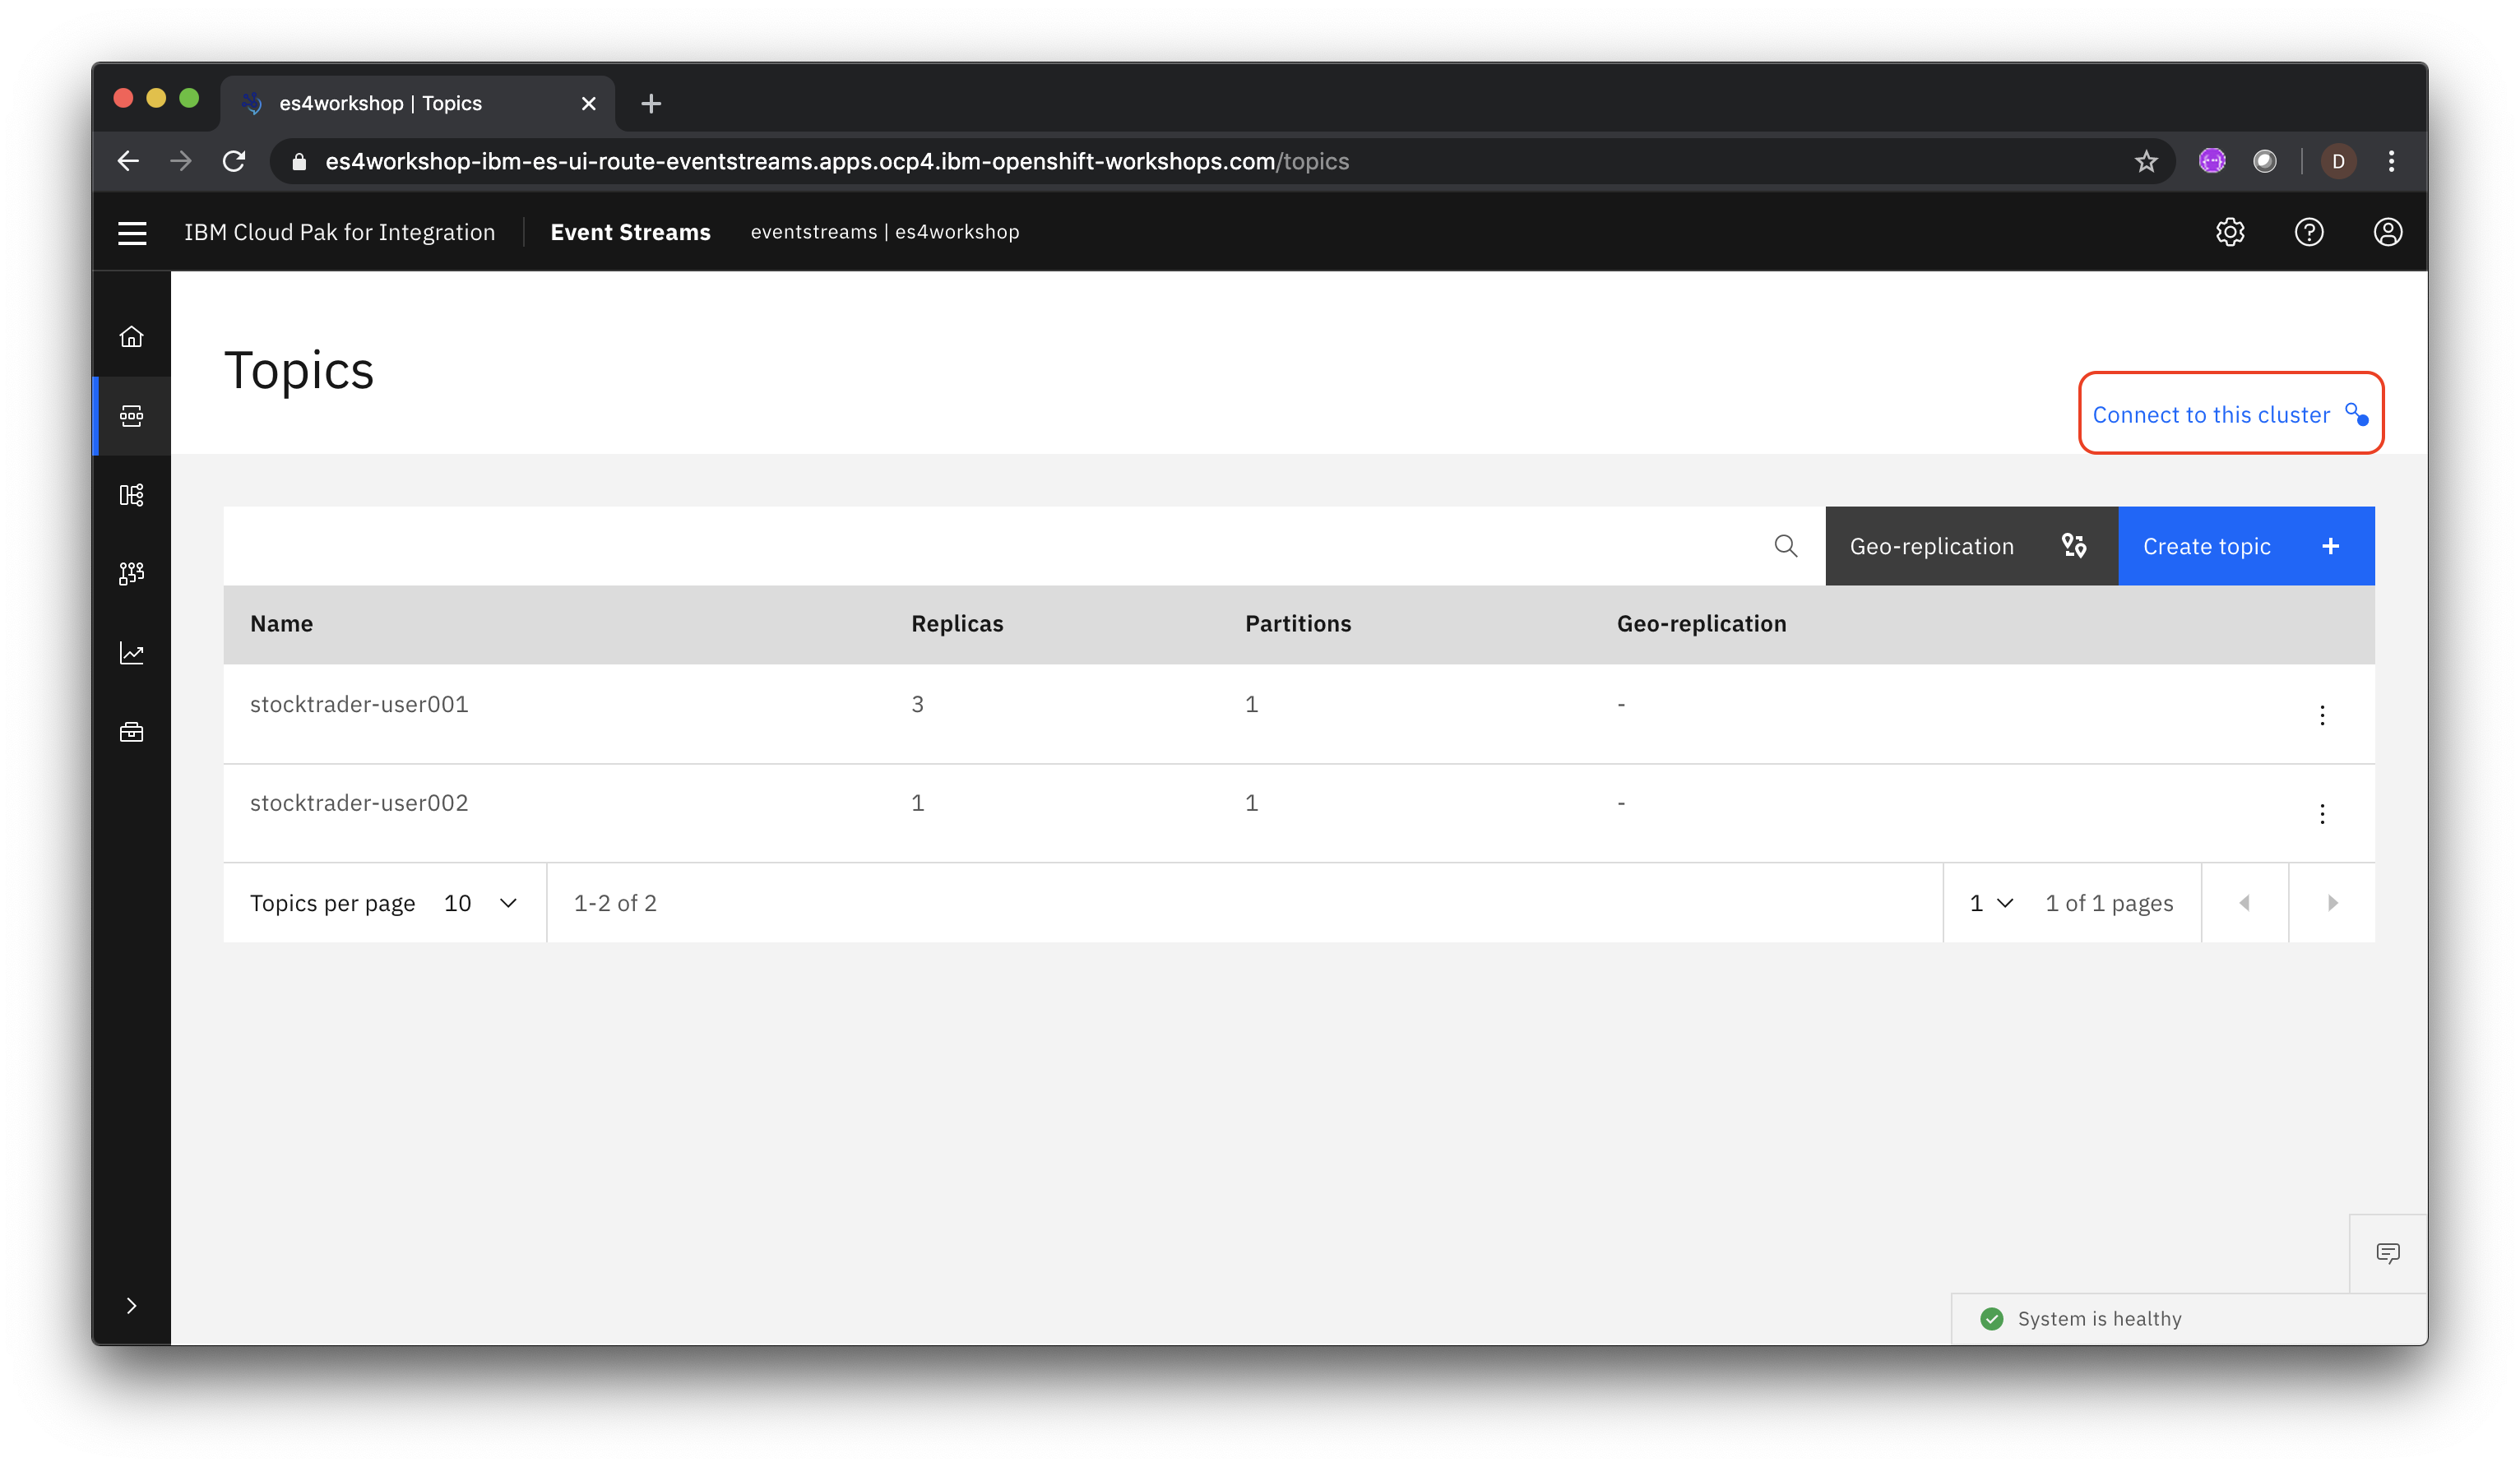 es4workshop | Topics
es4workshop-ibm-es-ui-route-eventstreams.apps.ocp4.ibm-openshift-workshops.com/topics
D
IBM Cloud Pak for Integration Event Streams eventstreams | es4workshop
Topics
Connect to this cluster
Geo-replication Create topic
Name Replicas Partitions Geo-replication
stocktrader-user001 3 1 -
stocktrader-user002 1 1 -
Topics per page 10 1-2 of 2 1 1 of 1 pages
System is healthy